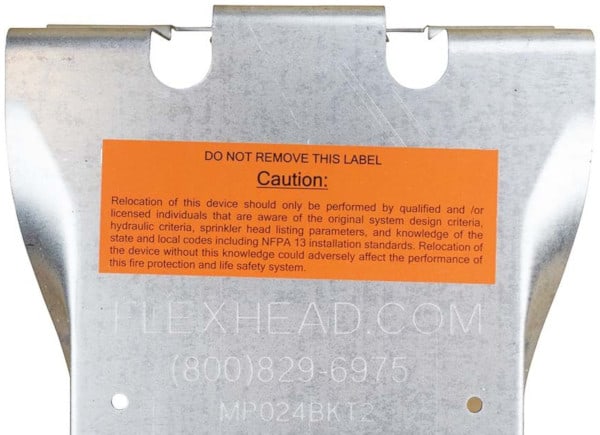 DO NOT REMOVE THIS LABEL
Caution:
Relocation of this device should only be performed by qualified and /or
licensed individuals that are aware of the original system design criteria,
hydraulic criteria, sprinkler head listing parameters, and knowledge of the
state and local codes including NFPA 13 installation standards. Relocation of
the device without this knowledge could adversely affect the performance of
this fire protection and life safety system.
FLEXHEAD.COM
(800)829-6975
MP024BKT2